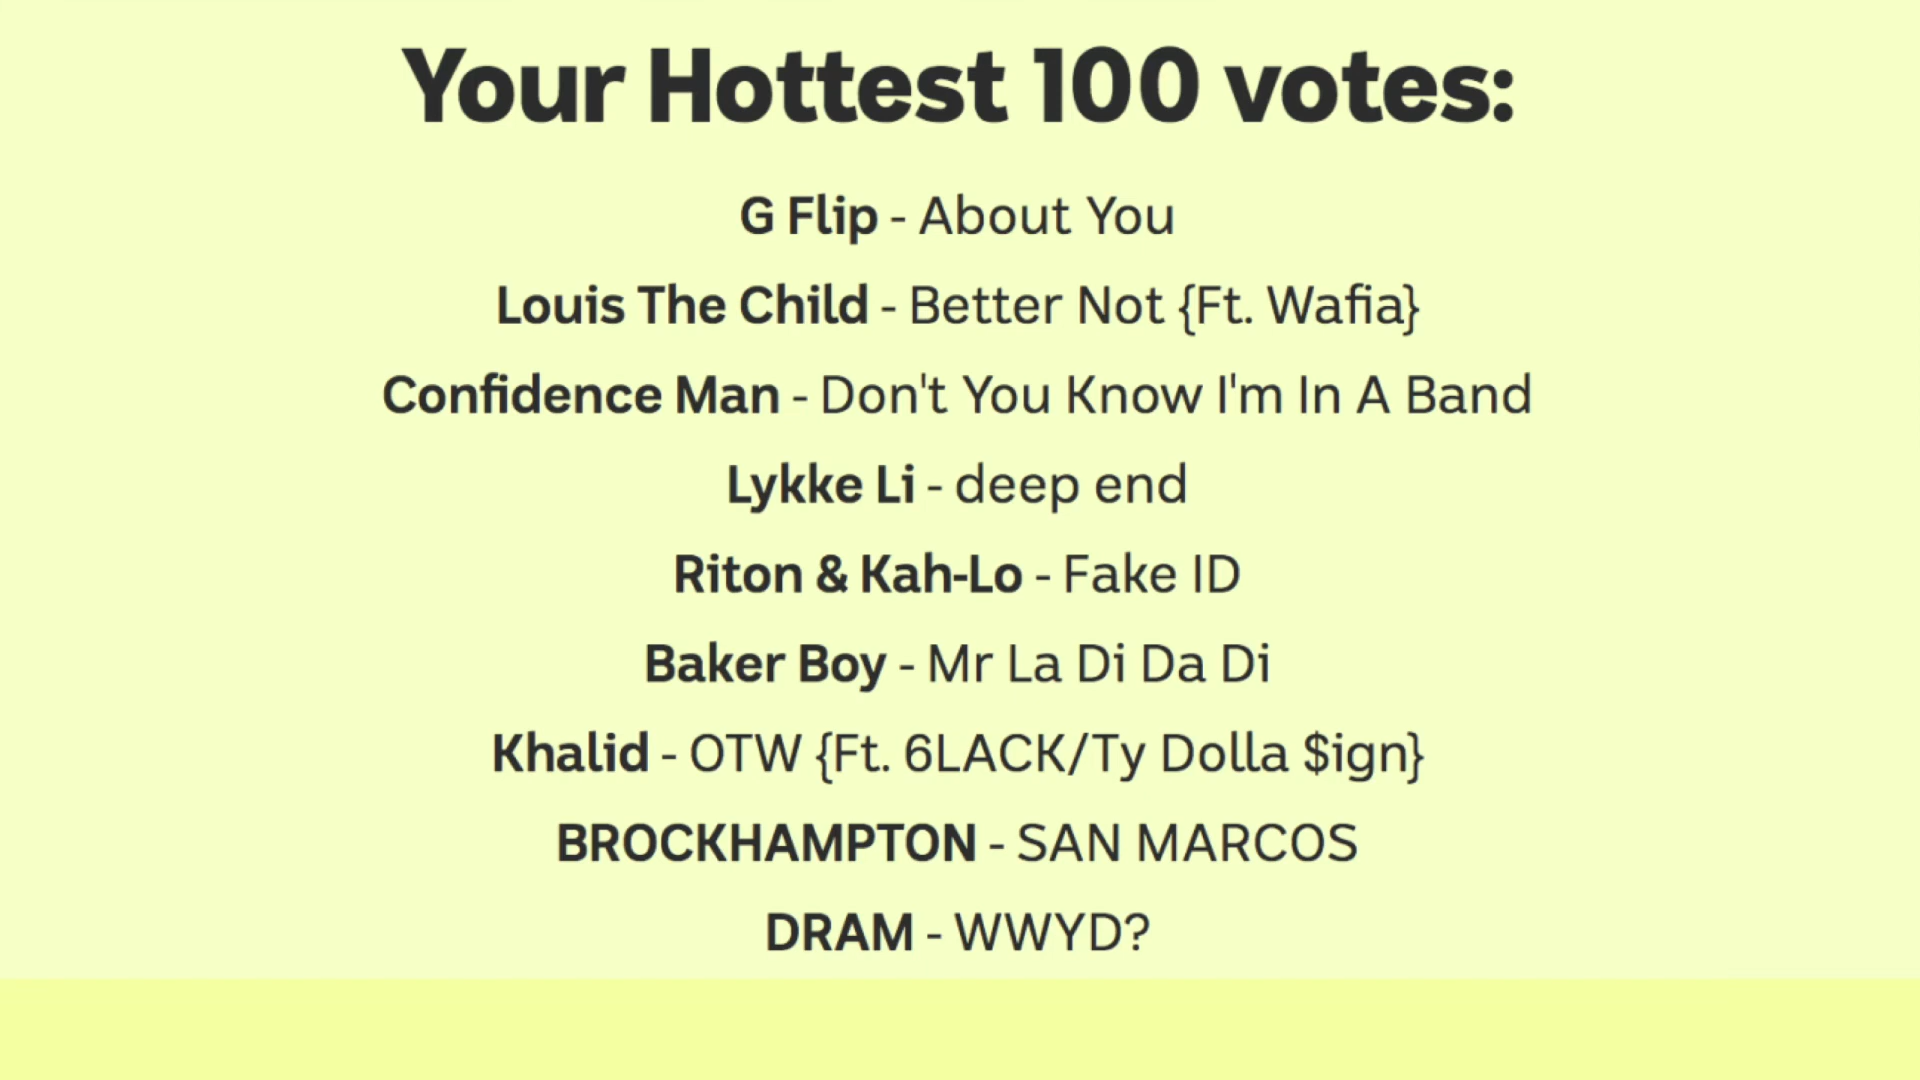 Your Hottest 100 votes:
G Flip - About You
Louis The Child - Better Not {Ft. Wafia}
Confidence Man - Don't You Know I'm In A Band
Lykke Li - deep end
Riton & Kah-Lo - Fake ID
Baker Boy - Mr La Di Da Di
Khalid - OTW {Ft. 6LACK/Ty Dolla $ign}
BROCKHAMPTON - SAN MARCOS
DRAM - WWYD?